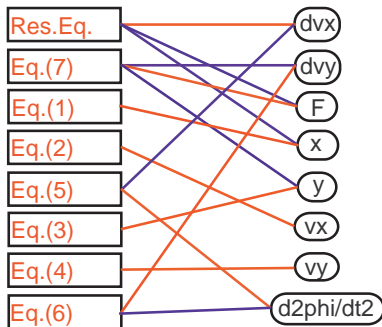 Res.Eq.
Eq.(7)
Eq.(1)
Eq.(2)
Eq.(5)
Eq.(3)
Eq.(4)
Eq.(6)
dvx
dvy
F
x
y
vx
vy
d2phi/dt2